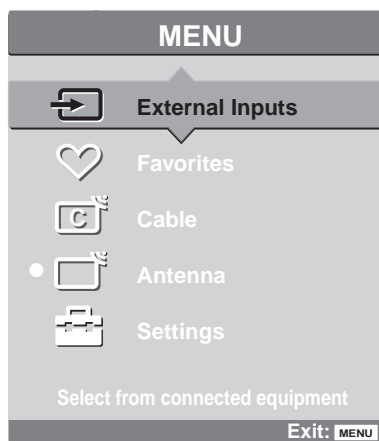 MENU
External Inputs
Favorites
C Cable
Antenna
Settings
Select from connected equipment
Exit: MENU